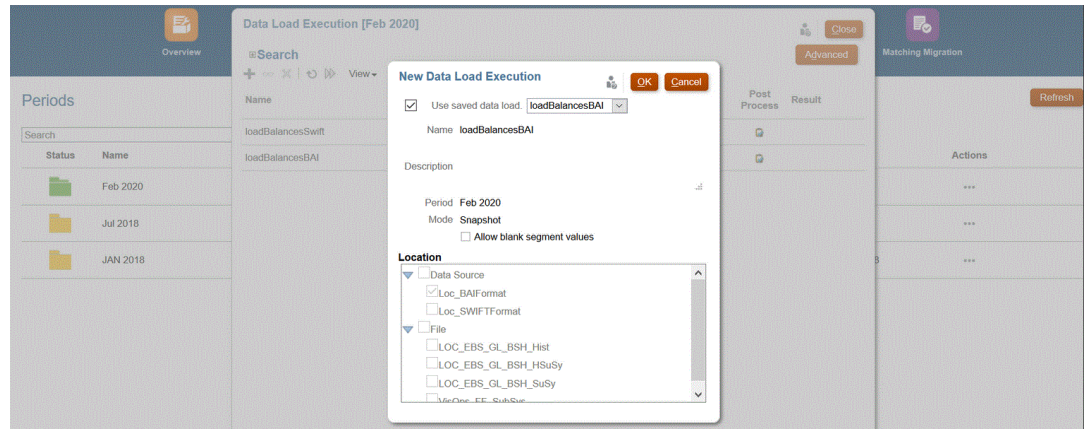 Overview
Data Load Execution [Feb 2020]
Close
Matching Migration
Search
Advanced
View
Periods
Refresh
Name
Post
Process
Result
Search
Status Name
Actions
Feb 2020
...
Jul 2018
...
JAN 2018
8
...
loadBalancesSwift
loadBalancesBAI
New Data Load Execution
OK
Cancel
Use saved data load. loadBalancesBAI
Name loadBalancesBAI
Description
Period Feb 2020
Mode Snapshot
Allow blank segment values
Location
Data Source
Loc_BAIFormat
Loc_SWIFTFormat
File
LOC_EBS_GL_BSH_Hist
LOC_EBS_GL_BSH_HSuSy
LOC_EBS_GL_BSH_SuSy